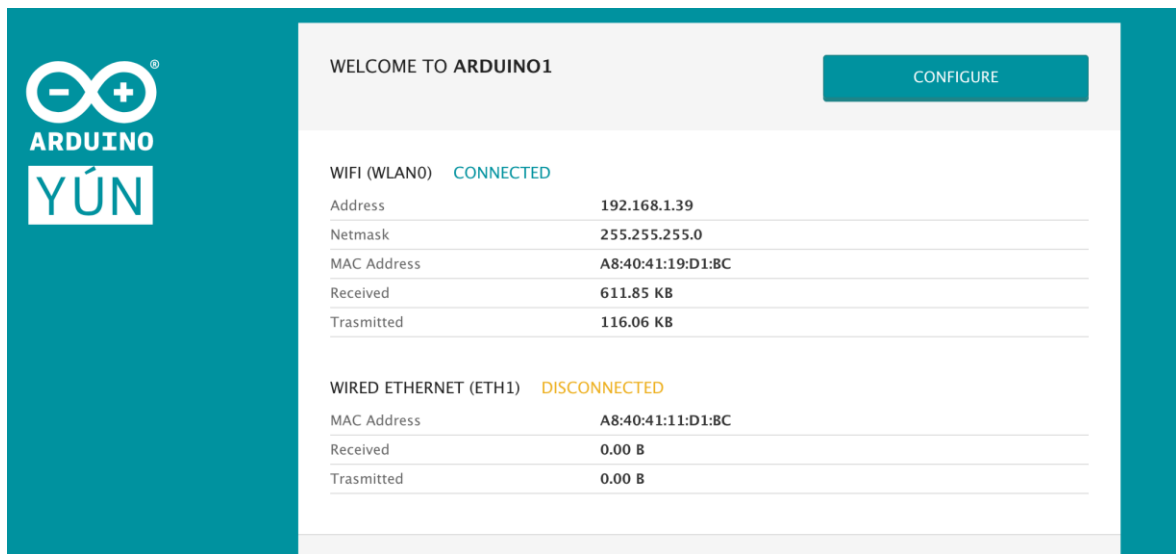 ®
ARDUINO
YÚN
WELCOME TO ARDUINO1
CONFIGURE
WIFI (WLAN0) CONNECTED
Address 192.168.1.39
Netmask 255.255.255.0
MAC Address A8:40:41:19:D1:BC
Received 611.85 KB
Trasmitted 116.06 KB
WIRED ETHERNET (ETH1) DISCONNECTED
MAC Address A8:40:41:11:D1:BC
Received 0.00 B
Trasmitted 0.00 B